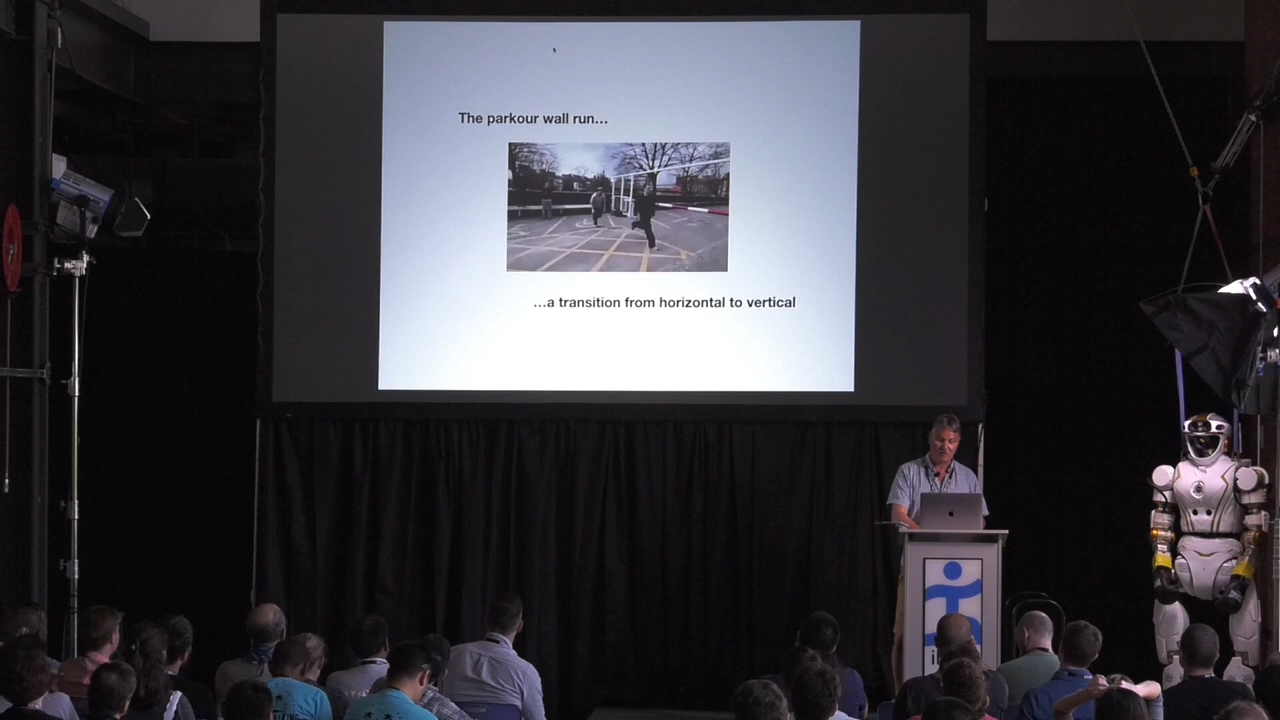 The parkour wall run...
...a transition from horizontal to vertical